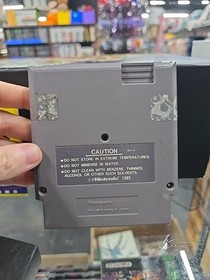 CAUTION
•DO NOT STORE IN EXTREME TEMPERATURES.
•DO NOT IMMERSE IN WATER.
•DO NOT CLEAN WITH BENZENE, THINNER,
ALCOHOL OR OTHER SUCH SOLVENTS.
©Nintendo 1985